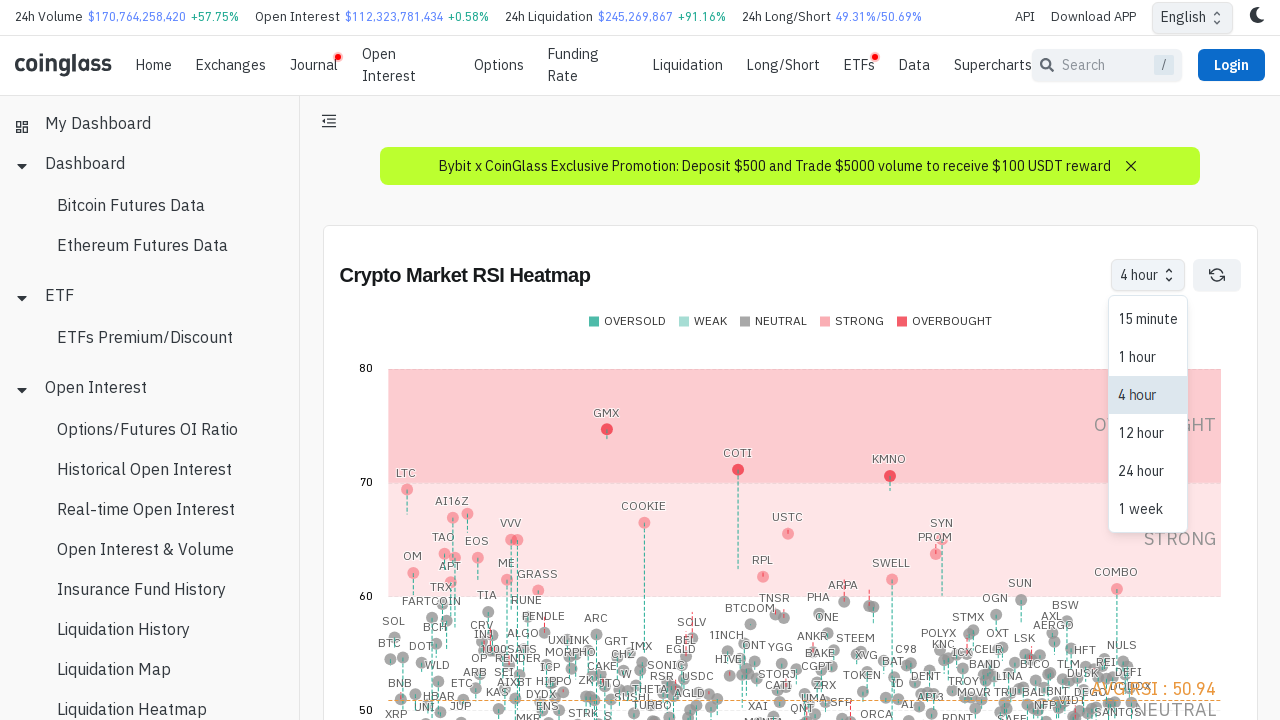 24h Volume $170,764,258,420 +57.75% Open Interest $112,323,781,434 +0.58% 24h Liquidation $245,269,867 +91.16% 24h Long/Short 49.31%/50.69% API Download APP English
coinglass Home Exchanges Journal Open Interest Options Funding Rate Liquidation Long/Short ETFs Data Supercharts Search / Login
My Dashboard
Dashboard
Bitcoin Futures Data
Ethereum Futures Data
ETF
ETFs Premium/Discount
Open Interest
Options/Futures OI Ratio
Historical Open Interest
Real-time Open Interest
Open Interest & Volume
Insurance Fund History
Liquidation History
Liquidation Map
Liquidation Heatmap
Bybit x CoinGlass Exclusive Promotion: Deposit $500 and Trade $5000 volume to receive $100 USDT reward
Crypto Market RSI Heatmap
4 hour
15 minute
1 hour
4 hour
12 hour
24 hour
1 week
OVERSOLD WEAK NEUTRAL STRONG OVERBOUGHT
80
GMX
COTI
KMNO
LTC
70
AI16Z
COOKIE
USTC
VVV
SYN
STRONG
TAO
EOS
PROM
OM
APT
ME
RPL
SWELL
GRASS
COMBO
TRX
ARPA
SUN
60
FARTCOIN
TIA
RUNE
TNSR
PHA
OGN
BTCDOM
BSW
SOL
BCH
CRV
PENDLE
ARC
SOLV
ONE
STMX
AXL
AERGO
INJ
ALGO
1INCH
ANKR
STEEM
POLYX
OXT
LSK
BTC
DOT
1000SATS
UXLINK
GRT
IMX
BEL
ONT
YGG
BAKE
XVG
C98
KNC
ICX
CELR
HFT
NULS
OP
RENDER
MORPHO
CHZ
EGLD
HIVE
CGPT
BAT
BAND
BICO
TLM
REI
WLD
HIPPO
CAKE
W
SONIC
STORJ
TOKEN
DENT
DUSK
DEFI
BNB
ARB
SEI
ETC
AIXBT
TIP
ZK
JTO
RSR
USDC
CATI
ZRX
ID
TROY
LINA
AVG RSI : 50.94
HBAR
KAS
DYDX
SUSHI
THETA
AGLD
UMA
API3
MOVR
TRU
BAL
BNT
UNI
JUP
ENS
TURBO
XAI
QNT
SFP
AI
NFP
NEUTRAL
50
XRP
MKR
STRK
ORCA
RDNT
SANTOS